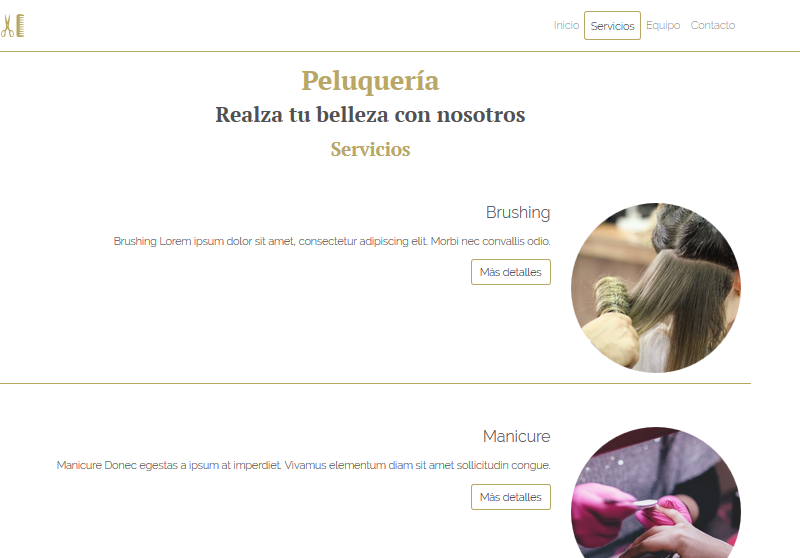 Inicio Servicios Equipo Contacto
Peluquería
Realza tu belleza con nosotros
Servicios
Brushing
Brushing Lorem ipsum dolor sit amet, consectetur adipiscing elit. Morbi nec convallis odio.
Más detalles
Manicure
Manicure Donec egestas a ipsum at imperdiet. Vivamus elementum diam sit amet sollicitudin congue.
Más detalles